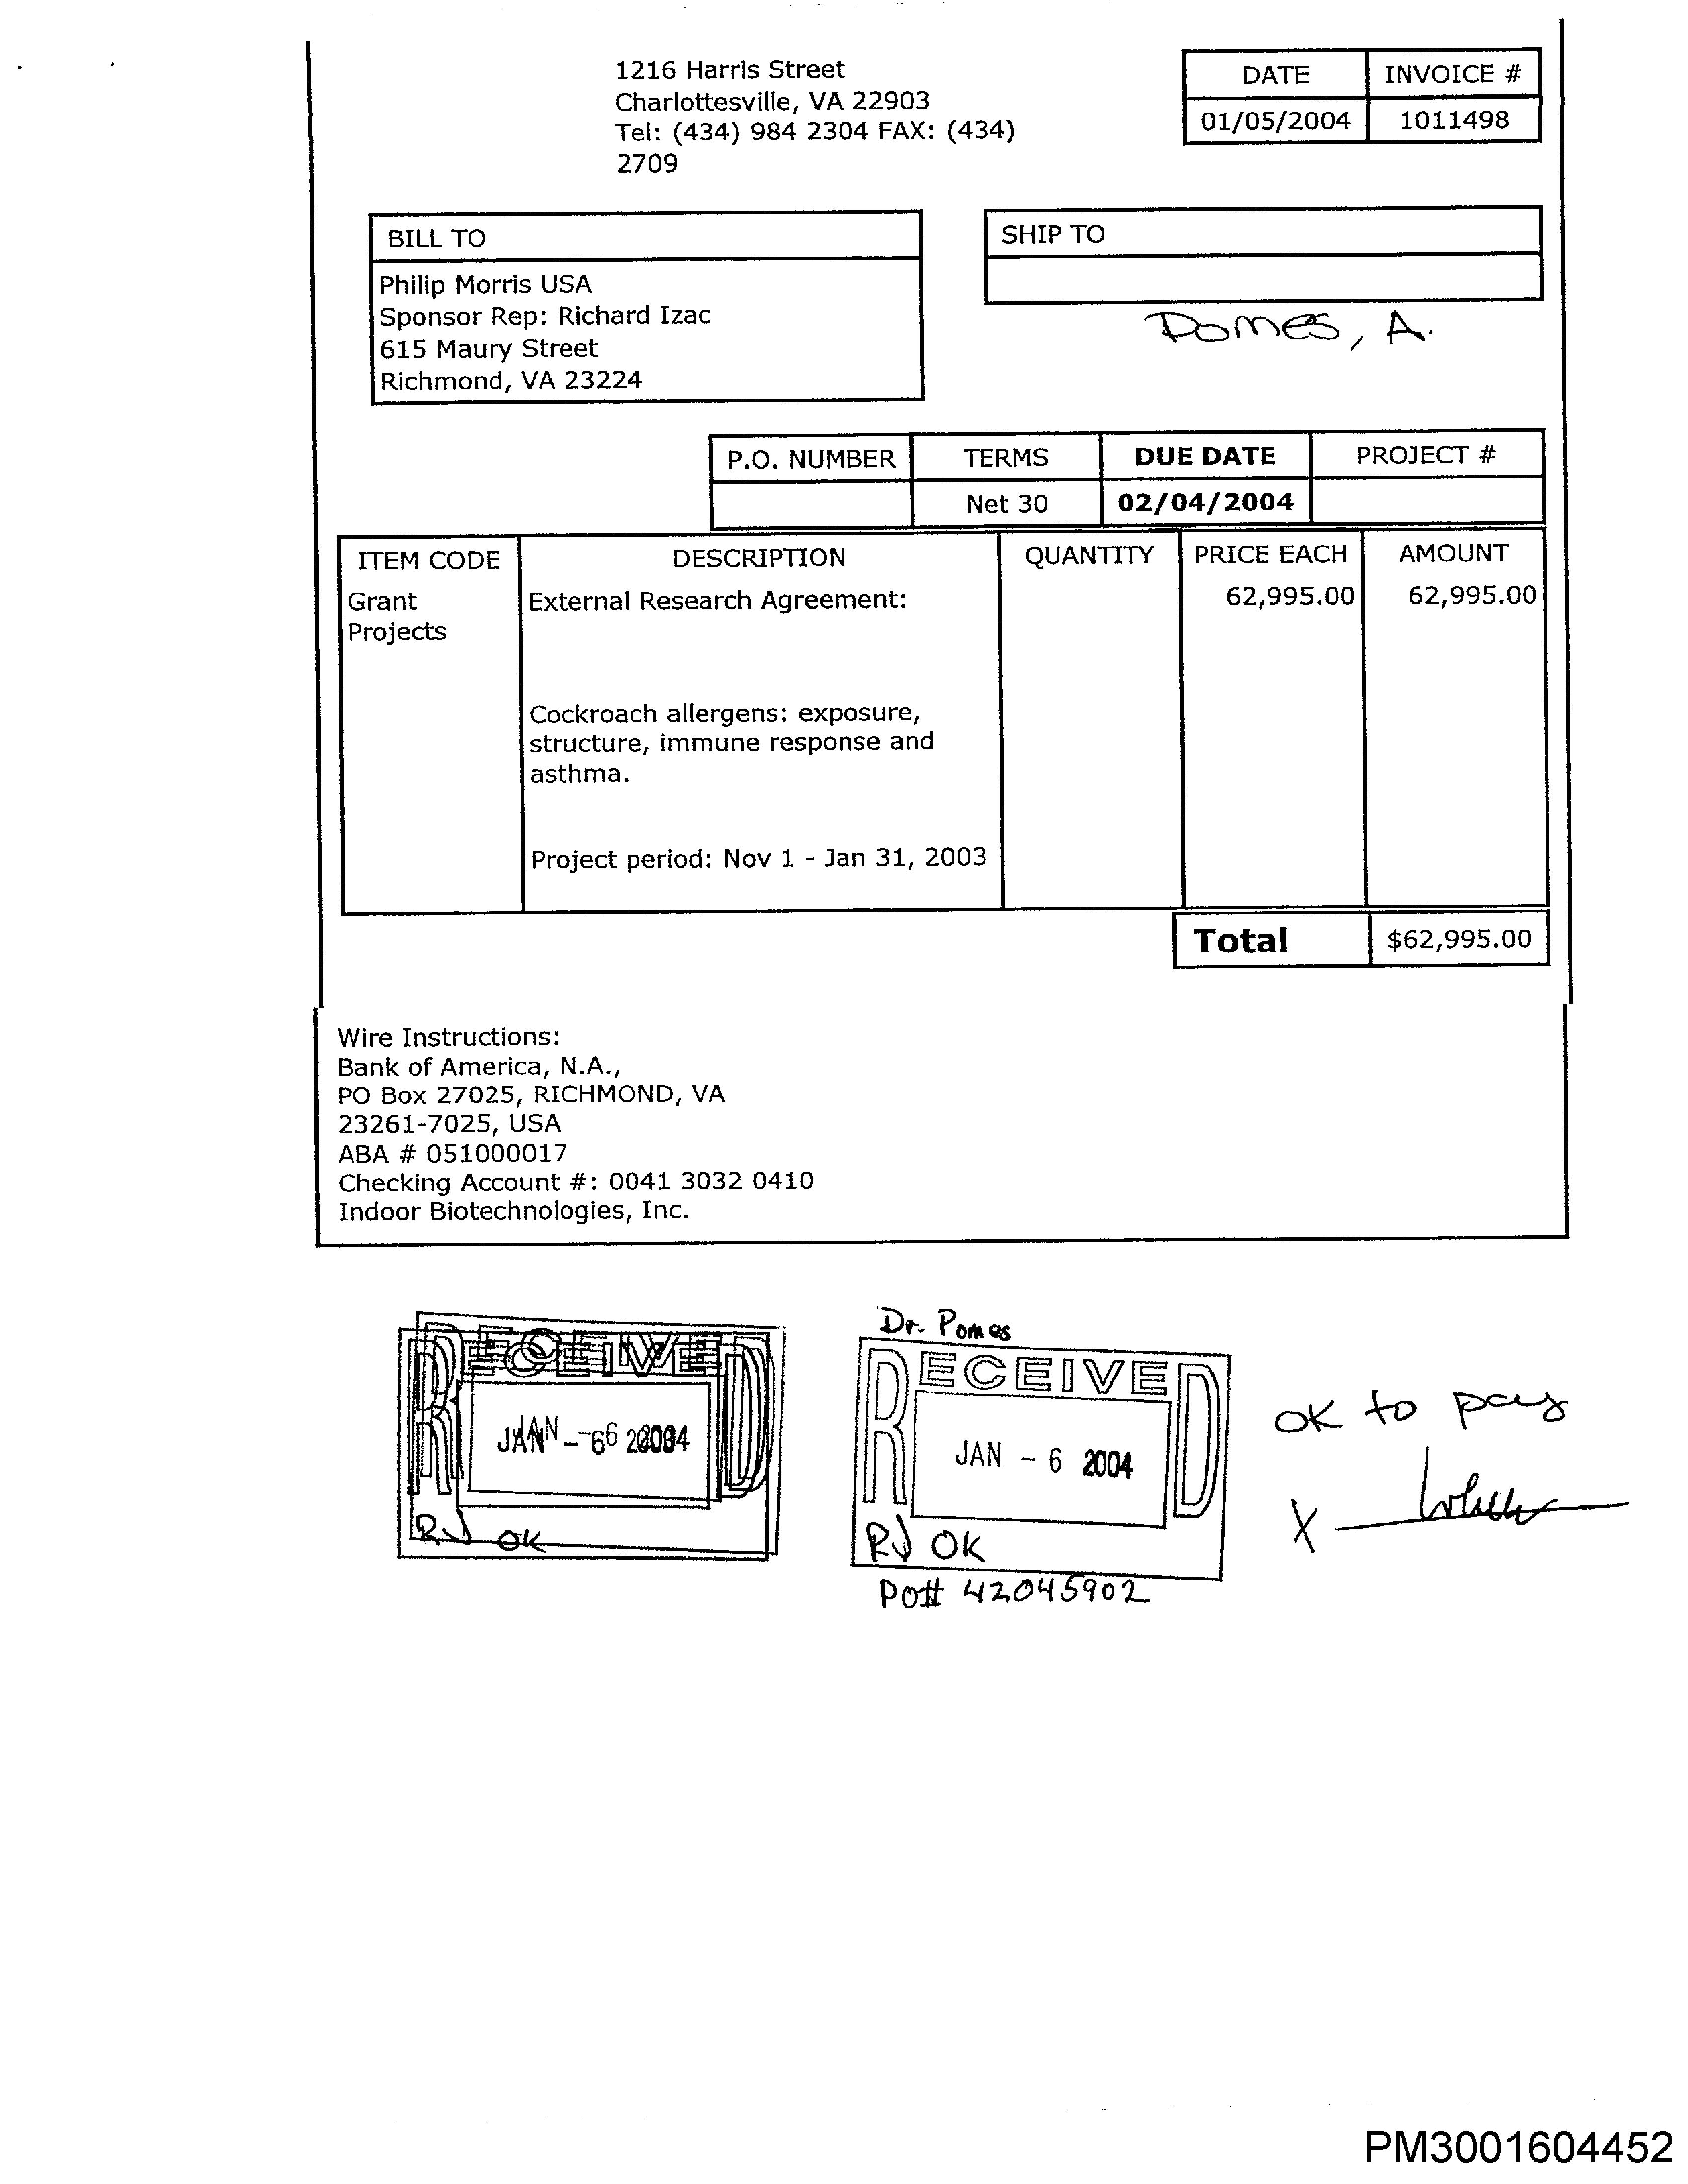 1216 Harris Street
Charlottesville, VA 22903
Tel: (434) 984 2304 FAX: (434)
2709
DATE INVOICE #
01/05/2004 1011498
BILL TO
Philip Morris USA
Sponsor Rep: Richard Izac
615 Maury Street
Richmond, VA 23224
SHIP TO
Pomes, A.
P.O. NUMBER TERMS DUE DATE PROJECT #
Net 30 02/04/2004
ITEM CODE DESCRIPTION QUANTITY PRICE EACH AMOUNT
Grant External Research Agreement: 62,995.00 62,995.00
Projects
Cockroach allergens: exposure,
structure, immune response and
asthma.
Project period: Nov 1 - Jan 31, 2003
Total $62,995.00
Wire Instructions:
Bank of America, N.A.,
PO Box 27025, RICHMOND, VA
23261-7025, USA
ABA # 051000017
Checking Account #: 0041 3032 0410
Indoor Biotechnologies, Inc.
RECEIVED
JAN - 6 2004
RJ OK
Dr. Pomes
RECEIVED
JAN - 6 2004
RJ OK
PO# 42045902
OK to pay
X
PM3001604452